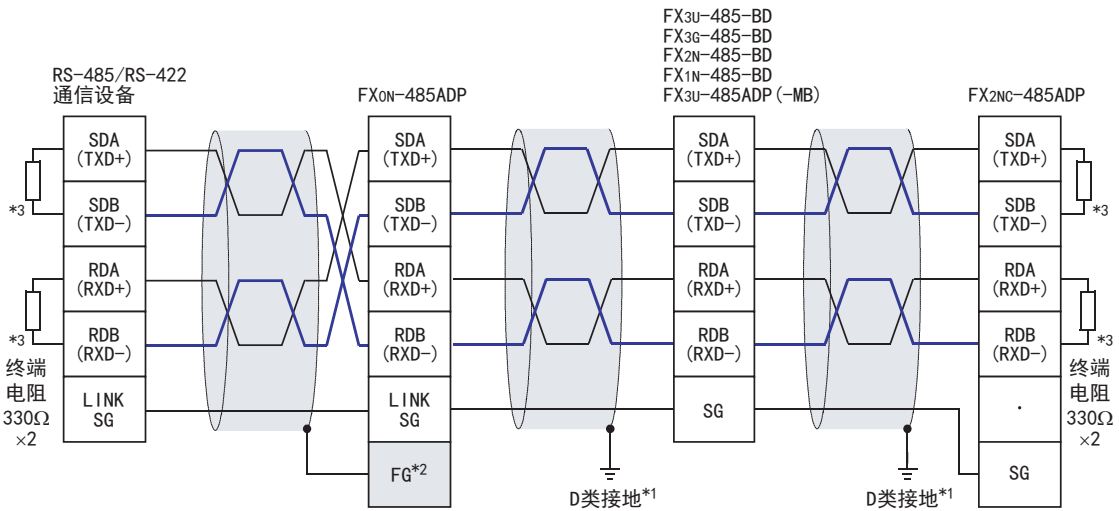 FX3U-485-BD
FX3G-485-BD
FX2N-485-BD
FX1N-485-BD
FX3U-485ADP(-MB)
RS-485/RS-422
通信设备
FX0N-485ADP
FX2NC-485ADP
SDA
(TXD+)
SDB
(TXD-)
RDA
(RXD+)
RDB
(RXD-)
LINK
SG
*3
*3
终端
电阻
330Ω
×2
SDA
(TXD+)
SDB
(TXD-)
RDA
(RXD+)
RDB
(RXD-)
LINK
SG
FG*2
SDA
(TXD+)
SDB
(TXD-)
RDA
(RXD+)
RDB
(RXD-)
SG
D类接地*1
D类接地*1
SDA
(TXD+)
SDB
(TXD-)
RDA
(RXD+)
RDB
(RXD-)
.
SG
*3
*3
终端
电阻
330Ω
×2